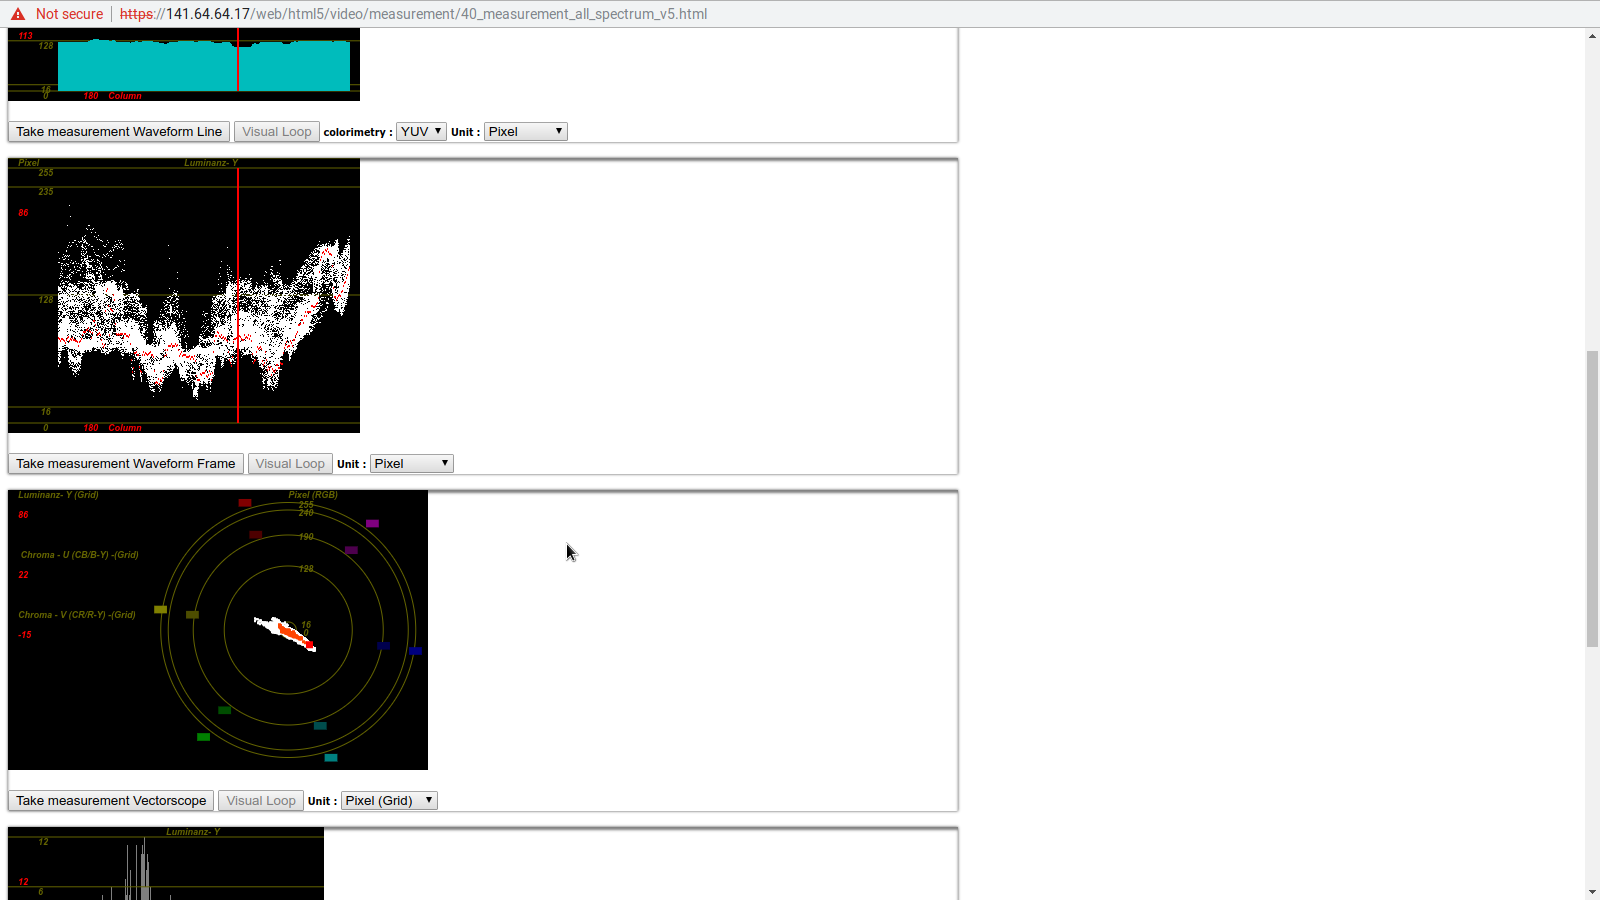 Not secure https://141.64.64.17/web/html5/video/measurement/40_measurement_all_spectrum_v5.html
113
128
16
0 180 Column
Take measurement Waveform Line Visual Loop colorimetry : YUV Unit : Pixel
Pixel Luminanz- Y
255
235
86
128
16
0 180 Column
Take measurement Waveform Frame Visual Loop Unit : Pixel
Luminanz- Y (Grid) Pixel (RGB)
255
86 240
190
Chroma - U (CB/B-Y) -(Grid)
128
22
Chroma - V (CR/R-Y) -(Grid)
16
-15 0
Take measurement Vectorscope Visual Loop Unit : Pixel (Grid)
Luminanz- Y
12
12
6